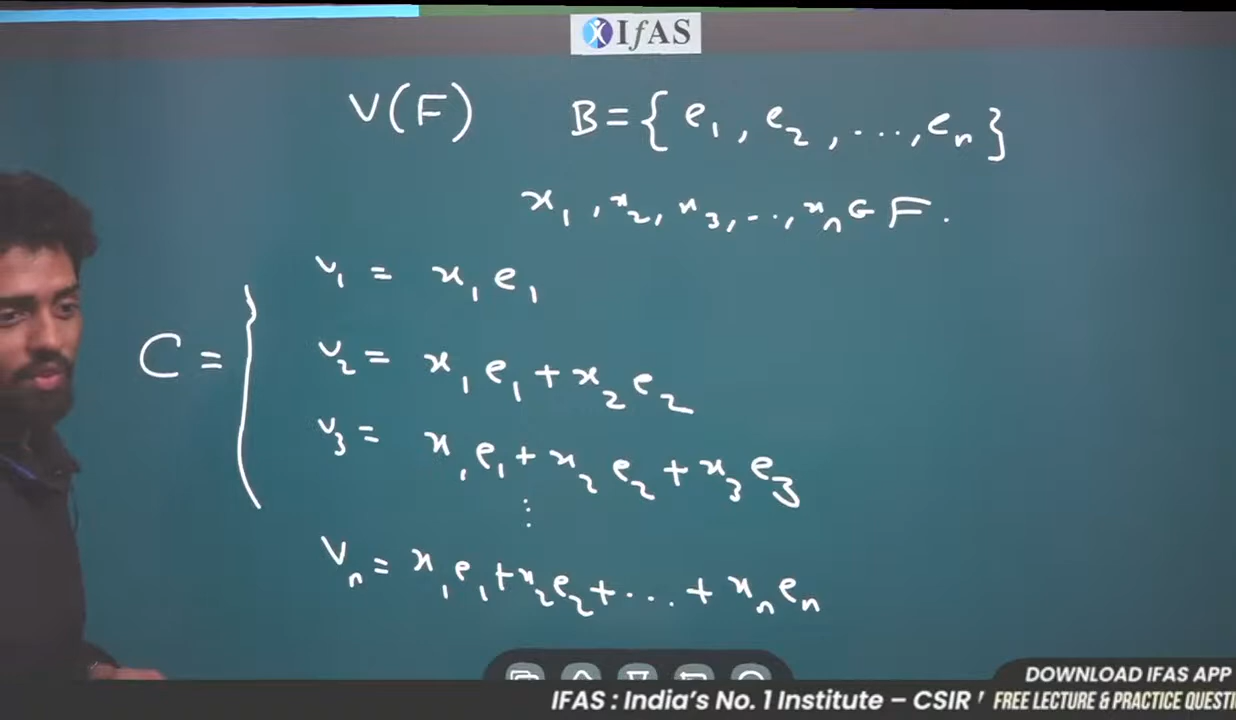 IfAS
V(F) B = { e₁, e₂, ..., eₙ }
x₁, x₂, x₃, ..., xₙ ∈ F.
v₁ = x₁e₁
C = {
v₂ = x₁e₁ + x₂e₂
v₃ = x₁e₁ + x₂e₂ + x₃e₃
⋮
Vₙ = x₁e₁ + x₂e₂ + ... + xₙeₙ
DOWNLOAD IFAS APP
IFAS : India's No. 1 Institute – CSIR FREE LECTURE & PRACTICE QUESTI